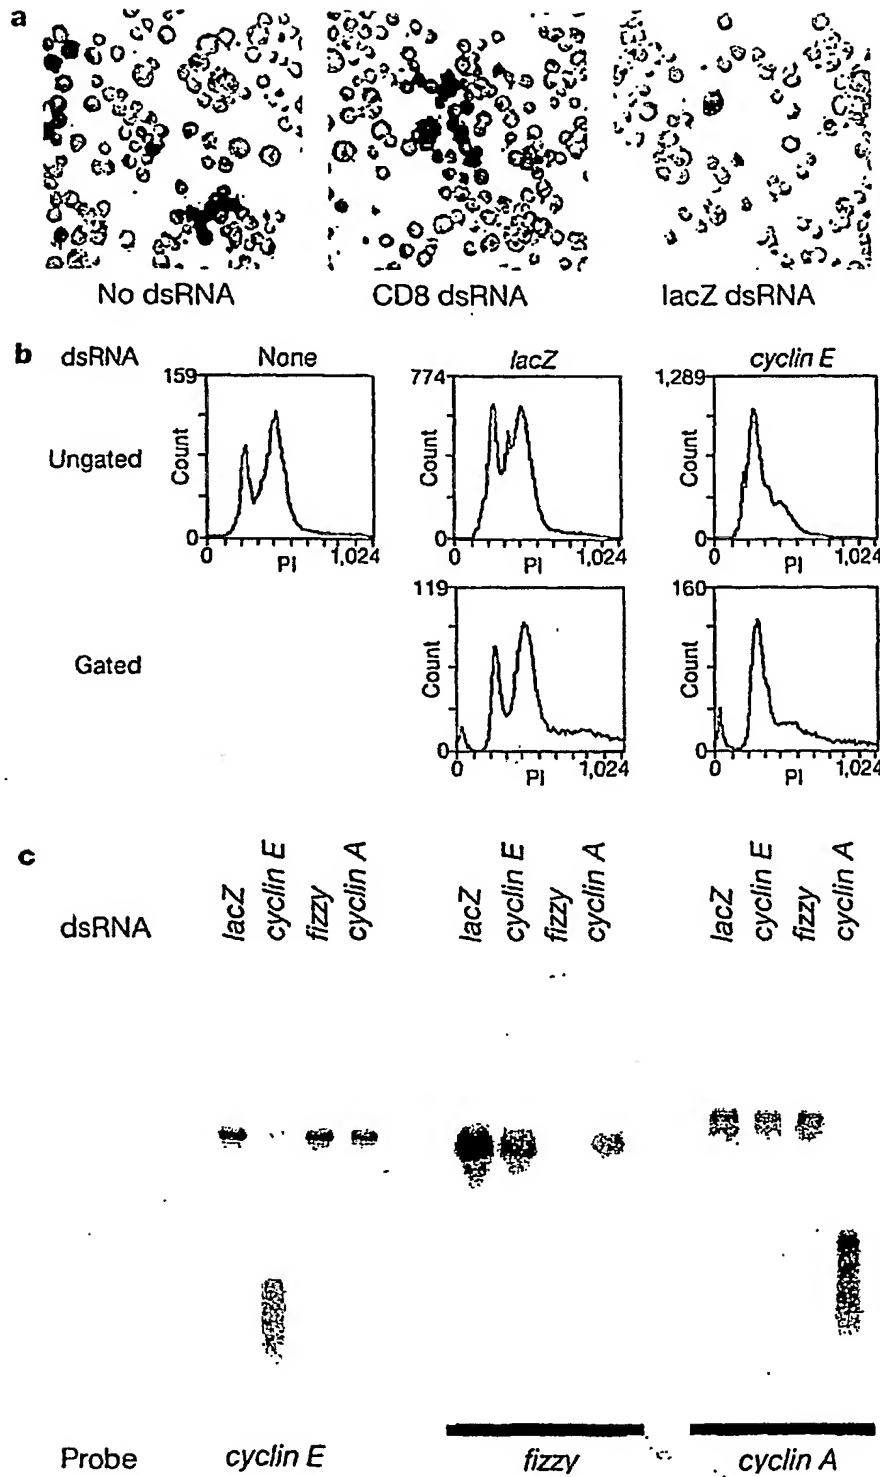 a
No dsRNA CD8 dsRNA lacZ dsRNA
b dsRNA None lacZ cyclin E
159 774 1,289
Ungated Count Count Count
0 0 0
0 PI 1,024 0 PI 1,024 0 PI 1,024
119 160
Gated Count Count
0 0
0 PI 1,024 0 PI 1,024
c
dsRNA lacZ cyclin E fizzy cyclin A lacZ cyclin E fizzy cyclin A lacZ cyclin E fizzy cyclin A
Probe cyclin E fizzy cyclin A